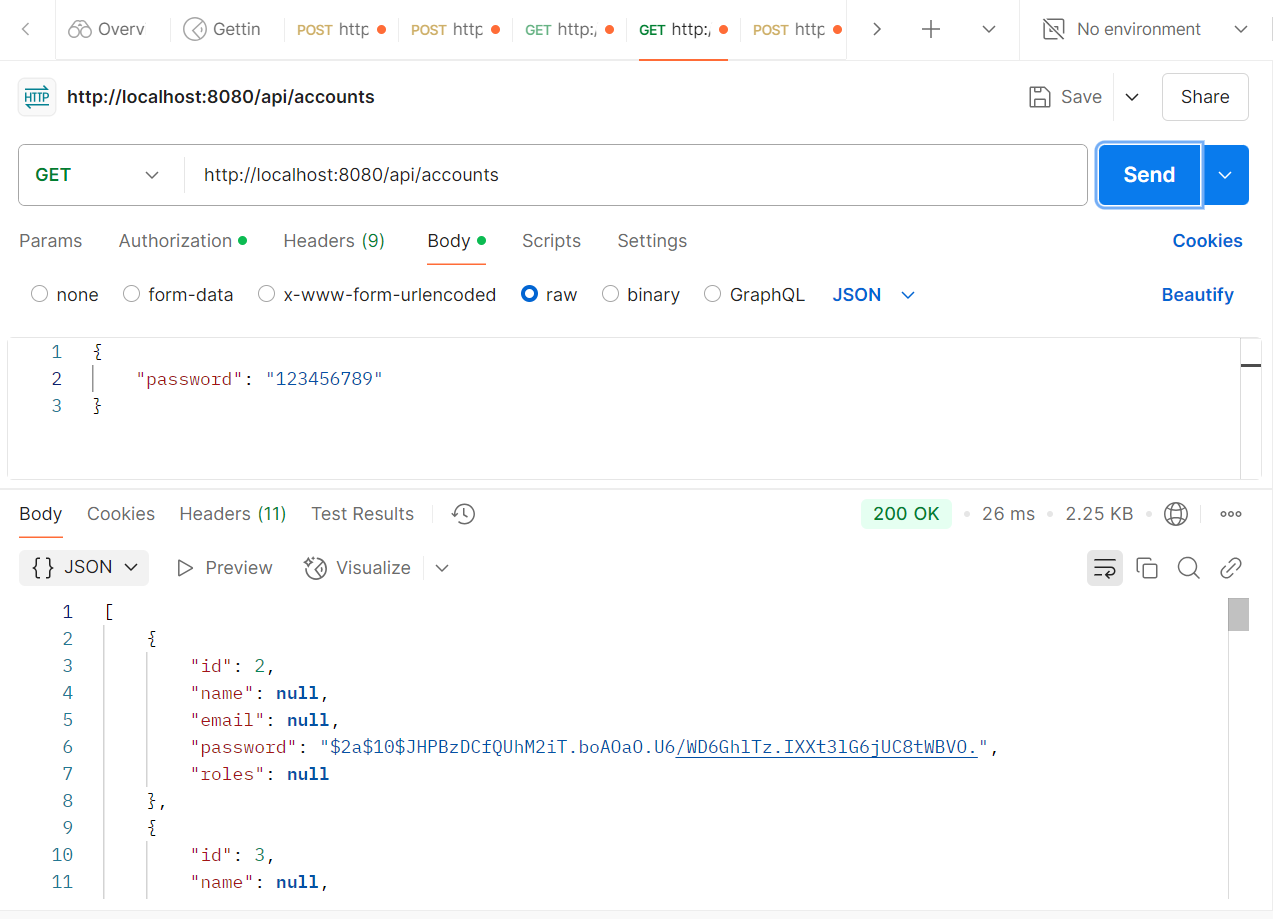 Overv Gettin POST http POST http GET http:/ GET http:/ POST http No environment
HTTP http://localhost:8080/api/accounts Save Share
GET http://localhost:8080/api/accounts Send
Params Authorization Headers (9) Body Scripts Settings Cookies
none form-data x-www-form-urlencoded raw binary GraphQL JSON Beautify
1 {
2 "password": "123456789"
3 }
Body Cookies Headers (11) Test Results 200 OK 26 ms 2.25 KB
{} JSON Preview Visualize
1 [
2 {
3 "id": 2,
4 "name": null,
5 "email": null,
6 "password": "$2a$10$JHPBzDCfQUhM2iT.boAOaO.U6/WD6GhlTz.IXXt3lG6jUC8tWBVO.",
7 "roles": null
8 },
9 {
10 "id": 3,
11 "name": null,